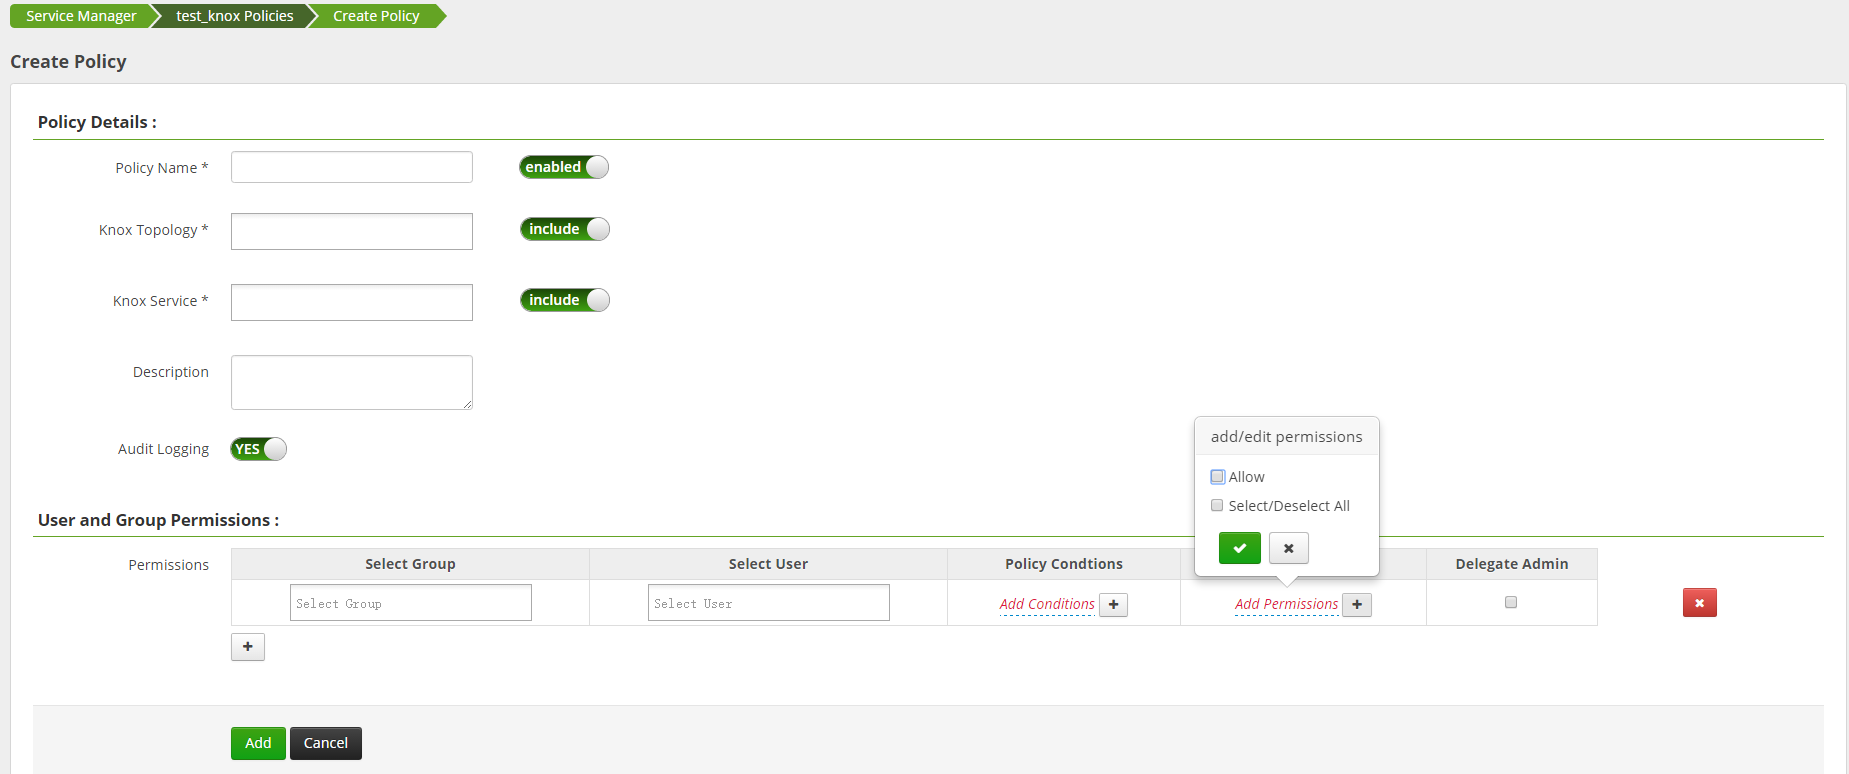 Service Manager test_knox Policies Create Policy
Create Policy
Policy Details :
Policy Name * enabled
Knox Topology * include
Knox Service * include
Description
Audit Logging YES
add/edit permissions
Allow
Select/Deselect All
User and Group Permissions :
Permissions Select Group Select User Policy Condtions Delegate Admin
Select Group Select User Add Conditions + Add Permissions +
+
Add Cancel